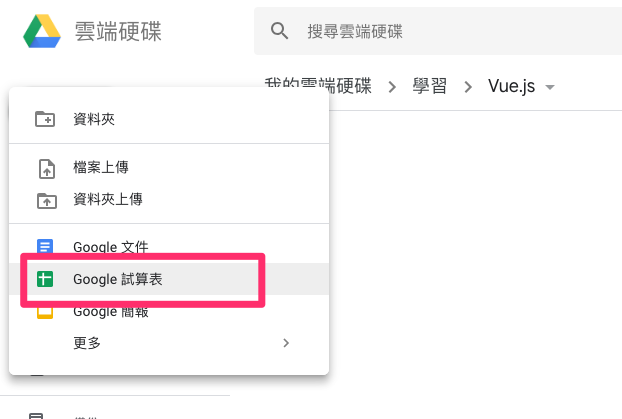 雲端硬碟
搜尋雲端硬碟
我的雲端硬碟 > 學習 > Vue.js
資料夾
檔案上傳
資料夾上傳
Google 文件
Google 試算表
Google 簡報
更多